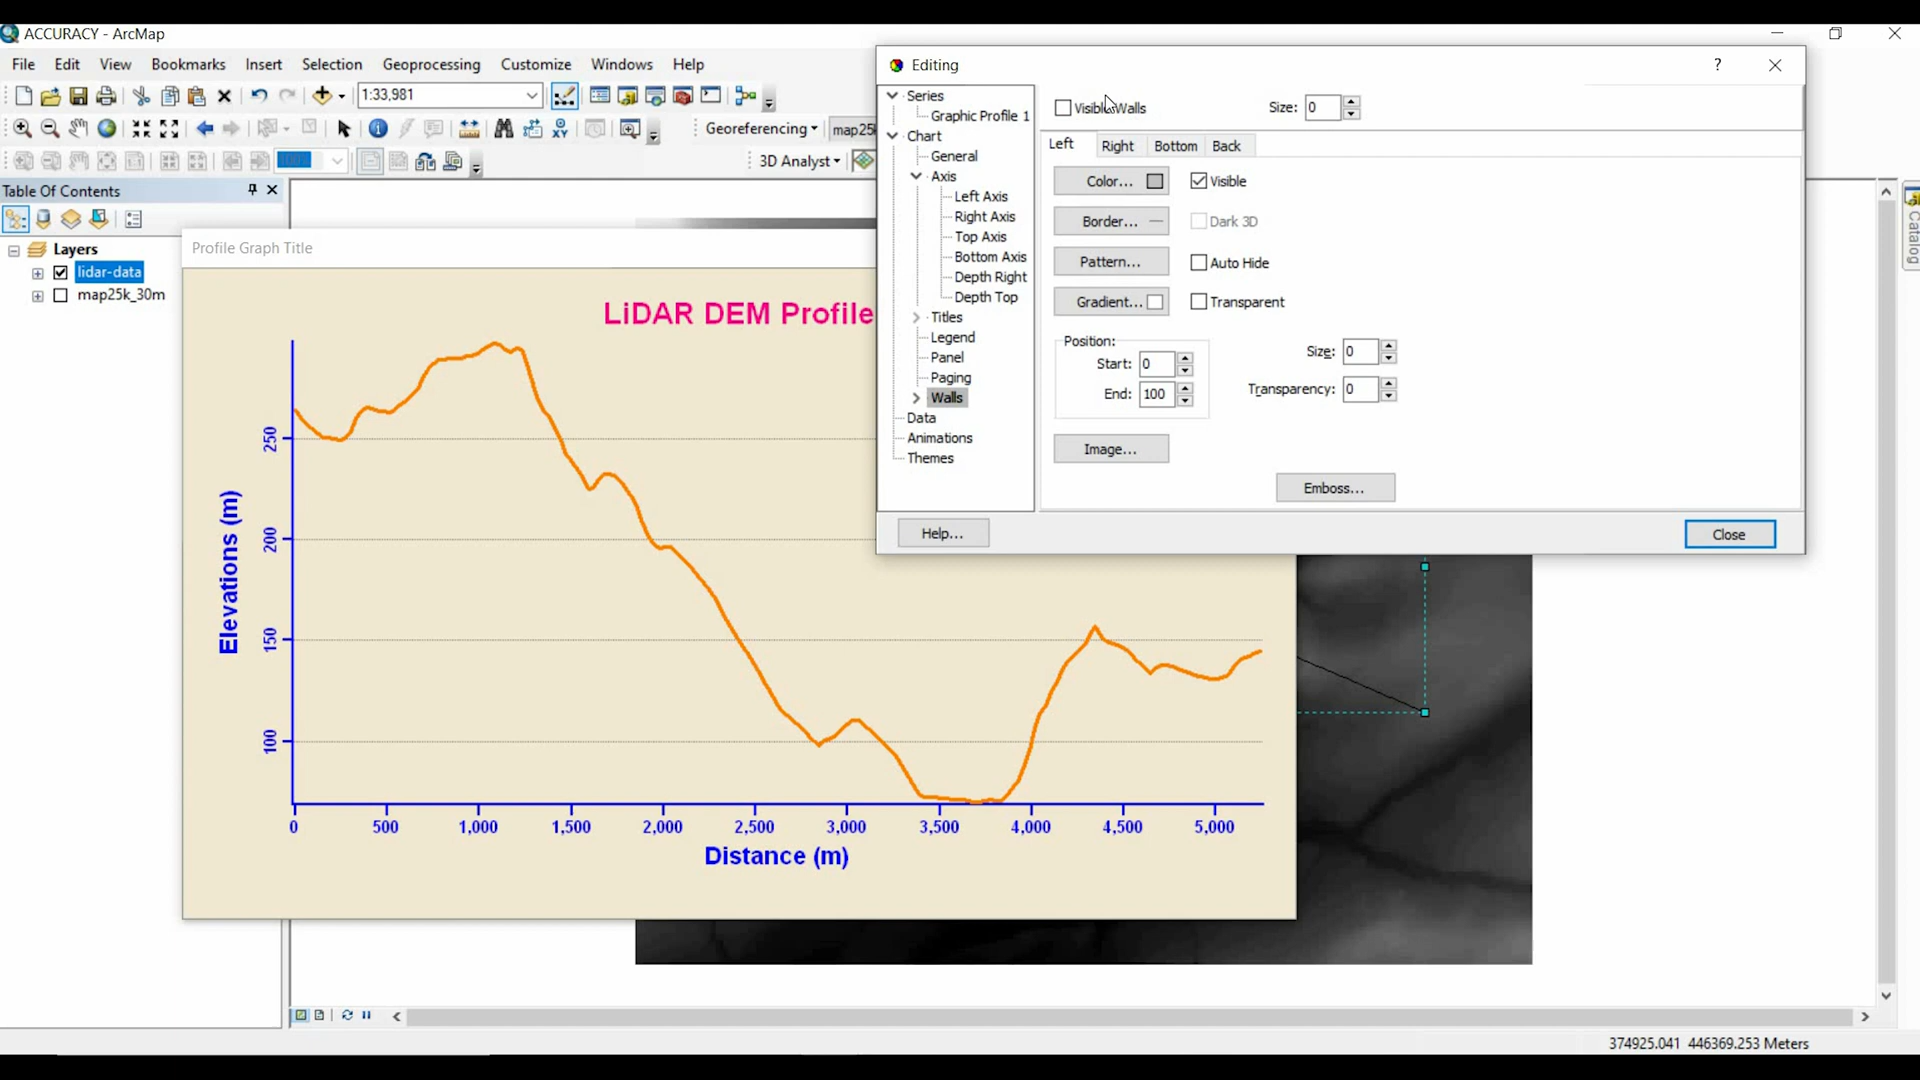 ACCURACY - ArcMap
File Edit View Bookmarks Insert Selection Geoprocessing Customize Windows Help
1:33,981
Georeferencing map25k
100%
3D Analyst
Table Of Contents
Layers
lidar-data
map25k_30m
Profile Graph Title
LiDAR DEM Profile
Elevations (m)
250
200
150
100
0 500 1,000 1,500 2,000 2,500 3,000 3,500 4,000 4,500 5,000
Distance (m)
Editing
?
Series
Graphic Profile 1
Chart
General
Axis
Left Axis
Right Axis
Top Axis
Bottom Axis
Depth Right
Depth Top
Titles
Legend
Panel
Paging
Walls
Data
Animations
Themes
Visible Walls
Size: 0
Left Right Bottom Back
Color... Visible
Border... Dark 3D
Pattern... Auto Hide
Gradient... Transparent
Position:
Start: 0
End: 100
Size: 0
Transparency: 0
Image...
Emboss...
Help...
Close
Catalog
374925.041 446369.253 Meters